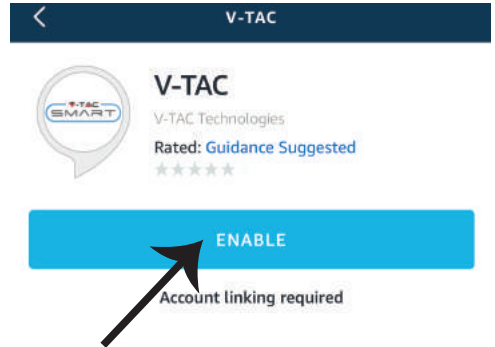 V-TAC
V-TAC
V-TAC Technologies
Rated: Guidance Suggested
V-TAC
SMART
ENABLE
Account linking required